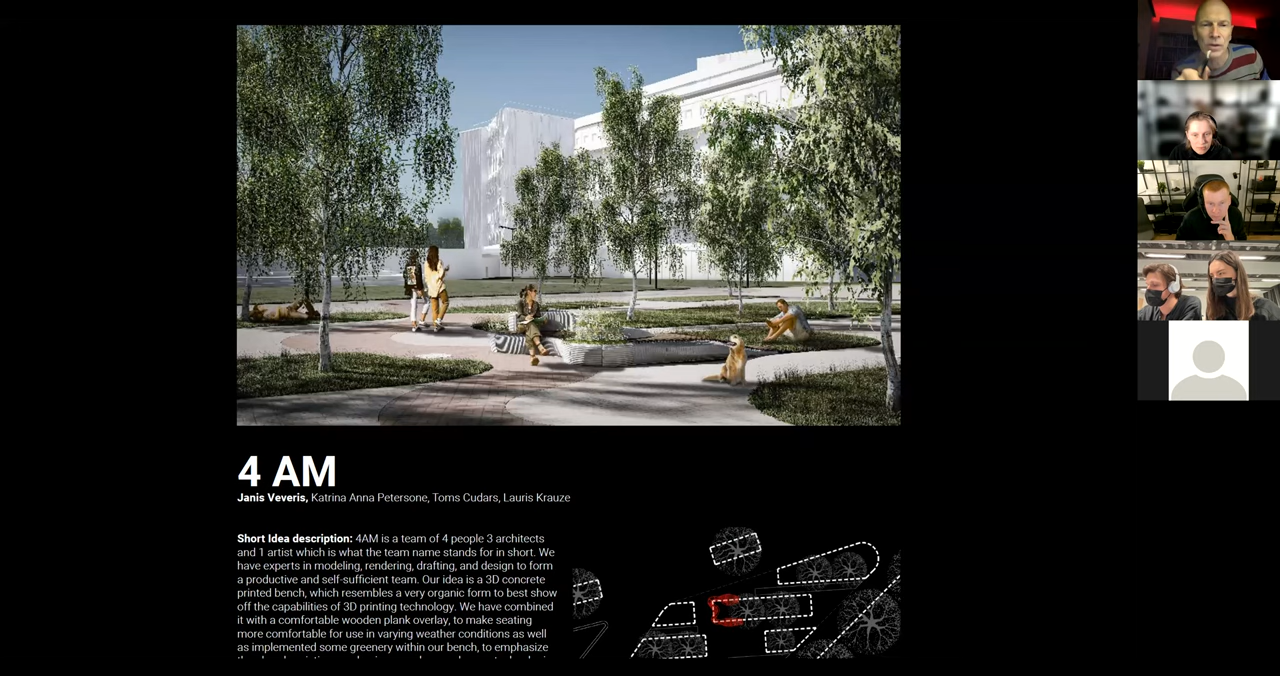 4 AM
Janis Veveris, Katrina Anna Petersone, Toms Cudars, Lauris Krauze
Short Idea description: 4AM is a team of 4 people 3 architects
and 1 artist which is what the team name stands for in short. We
have experts in modeling, rendering, drafting, and design to form
a productive and self-sufficient team. Our idea is a 3D concrete
printed bench, which resembles a very organic form to best show
off the capabilities of 3D printing technology. We have combined
it with a comfortable wooden plank overlay, to make seating
more comfortable for use in varying weather conditions as well
as implemented some greenery within our bench, to emphasize